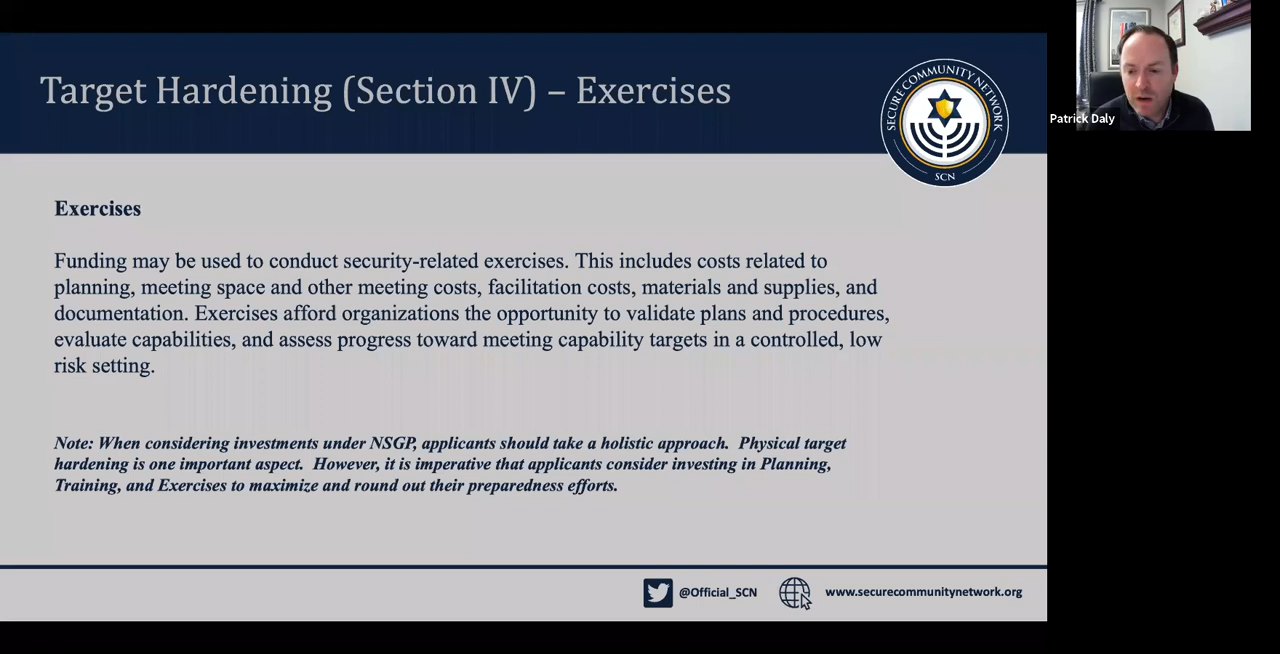 Target Hardening (Section IV) – Exercises
SECURE COMMUNITY NETWORK
SCN
Patrick Daly
Exercises
Funding may be used to conduct security-related exercises. This includes costs related to
planning, meeting space and other meeting costs, facilitation costs, materials and supplies, and
documentation. Exercises afford organizations the opportunity to validate plans and procedures,
evaluate capabilities, and assess progress toward meeting capability targets in a controlled, low
risk setting.
Note: When considering investments under NSGP, applicants should take a holistic approach.  Physical target
hardening is one important aspect.  However, it is imperative that applicants consider investing in Planning,
Training, and Exercises to maximize and round out their preparedness efforts.
@Official_SCN
www.securecommunitynetwork.org